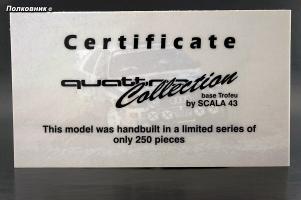 Полковник ©
Certificate
quattro
Collection
base Trofeu
by SCALA 43
This model was handbuilt in a limited series of
only 250 pieces